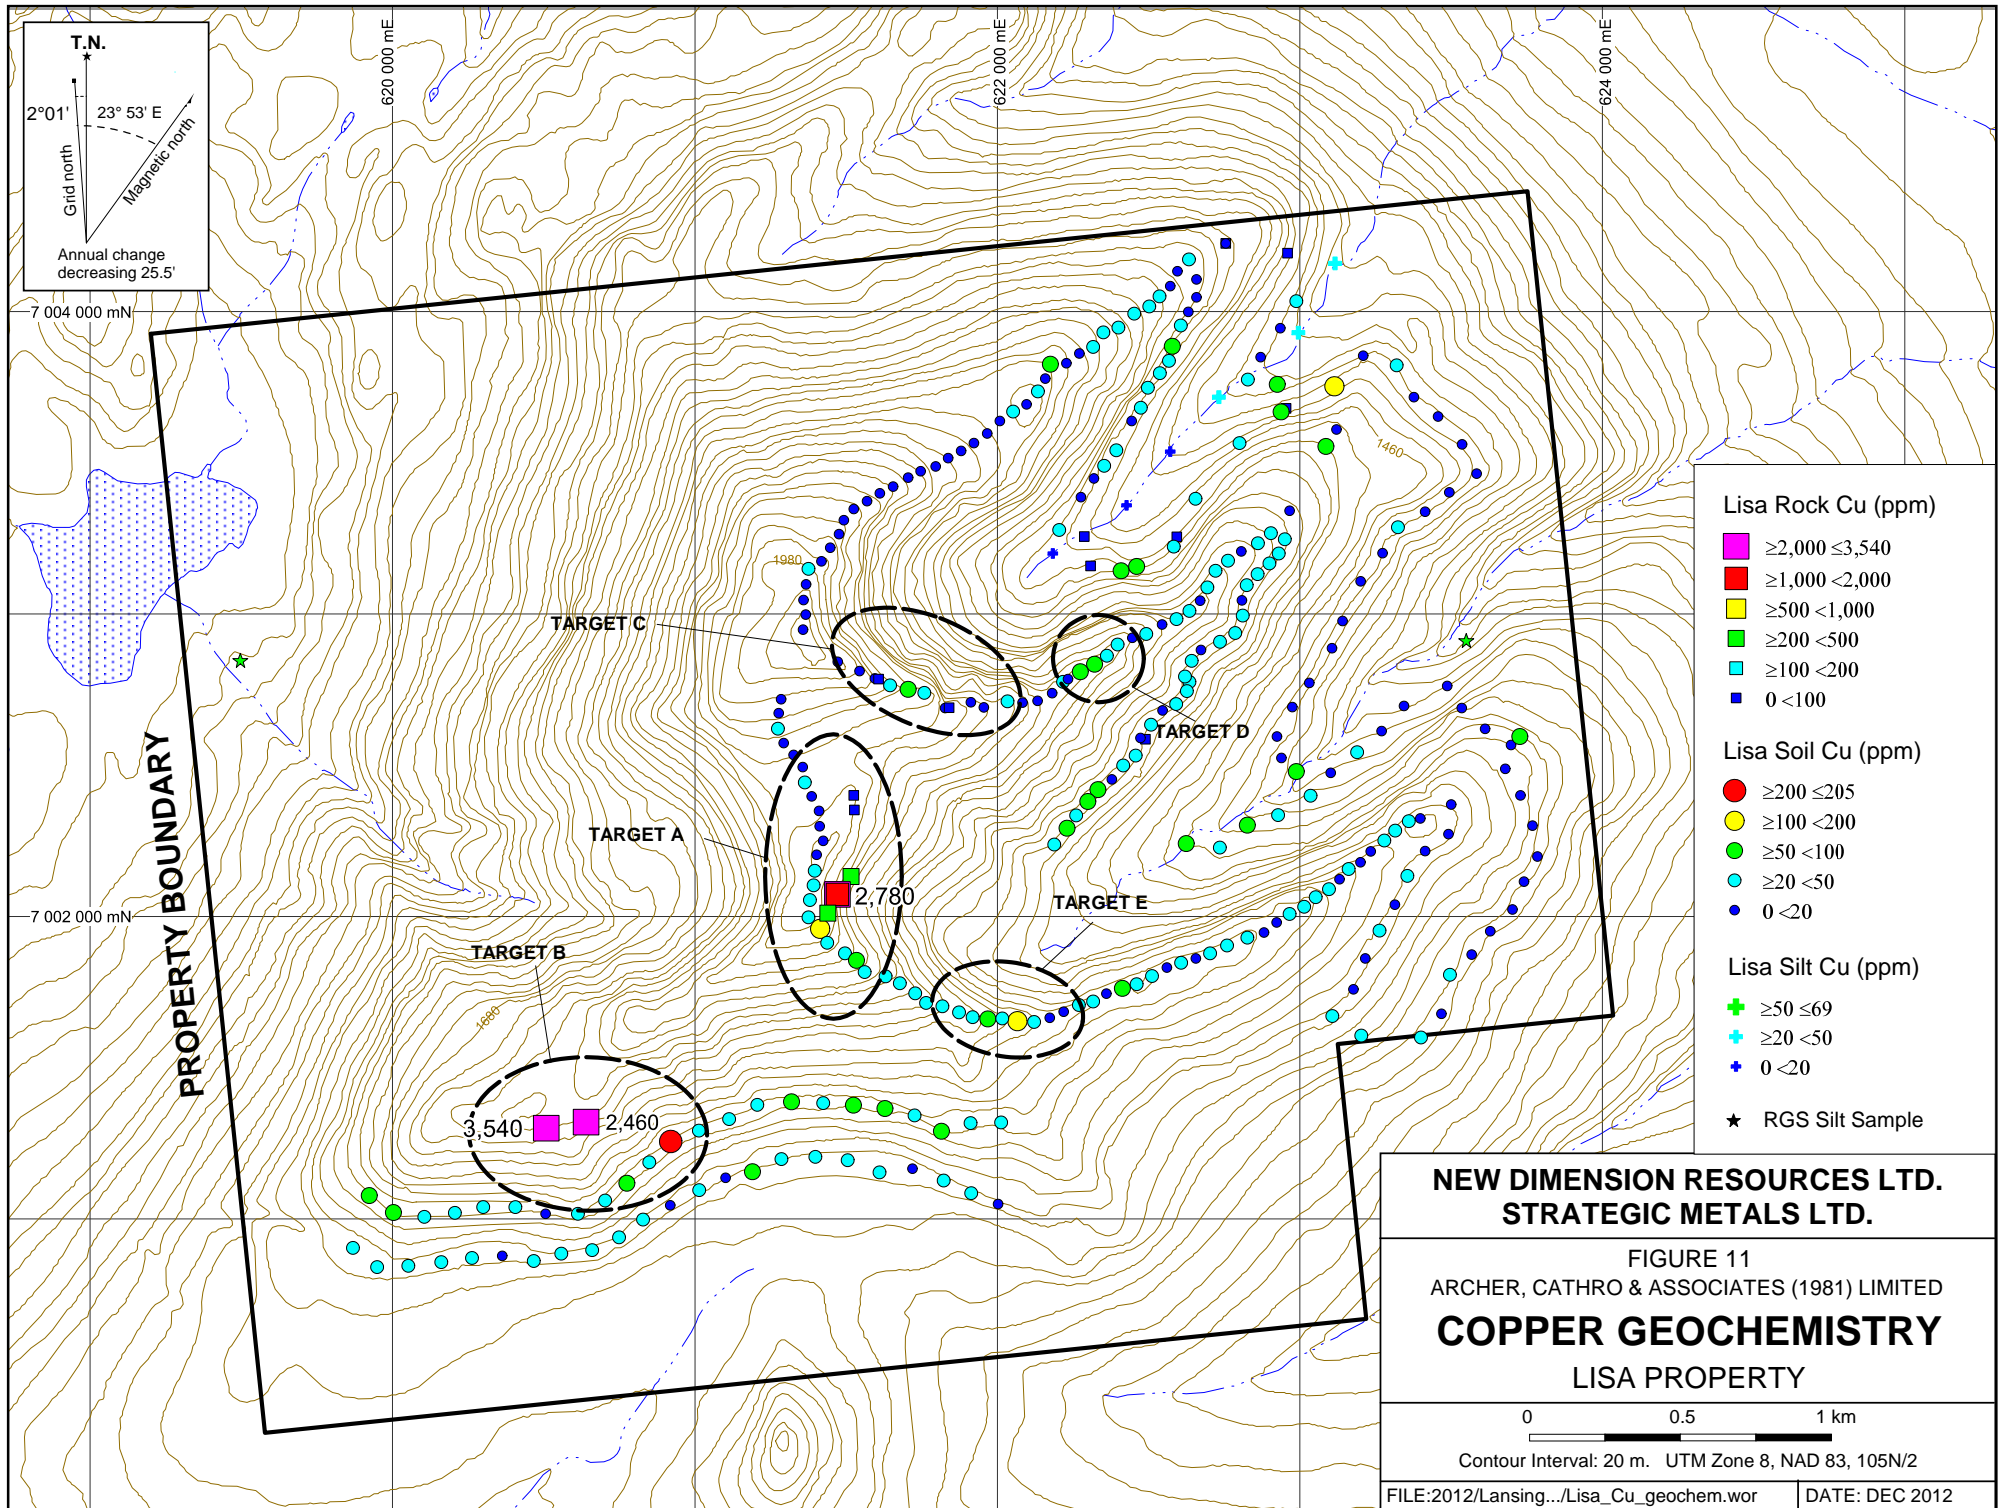 T.N.
2°01'
23° 53' E
Grid north
Magnetic north
Annual change
decreasing 25.5'
620 000 mE
622 000 mE
624 000 mE
7 004 000 mN
7 002 000 mN
1460
1980
1680
TARGET C
TARGET D
TARGET A
2,780
TARGET E
TARGET B
3,540
2,460
PROPERTY BOUNDARY
Lisa Rock Cu (ppm)
≥2,000 ≤3,540
≥1,000 <2,000
≥500 <1,000
≥200 <500
≥100 <200
0 <100
Lisa Soil Cu (ppm)
≥200 ≤205
≥100 <200
≥50 <100
≥20 <50
0 <20
Lisa Silt Cu (ppm)
≥50 ≤69
≥20 <50
0 <20
RGS Silt Sample
NEW DIMENSION RESOURCES LTD.
STRATEGIC METALS LTD.
FIGURE 11
ARCHER, CATHRO & ASSOCIATES (1981) LIMITED
COPPER GEOCHEMISTRY
LISA PROPERTY
0 0.5 1 km
Contour Interval: 20 m. UTM Zone 8, NAD 83, 105N/2
FILE:2012/Lansing.../Lisa_Cu_geochem.wor
DATE: DEC 2012